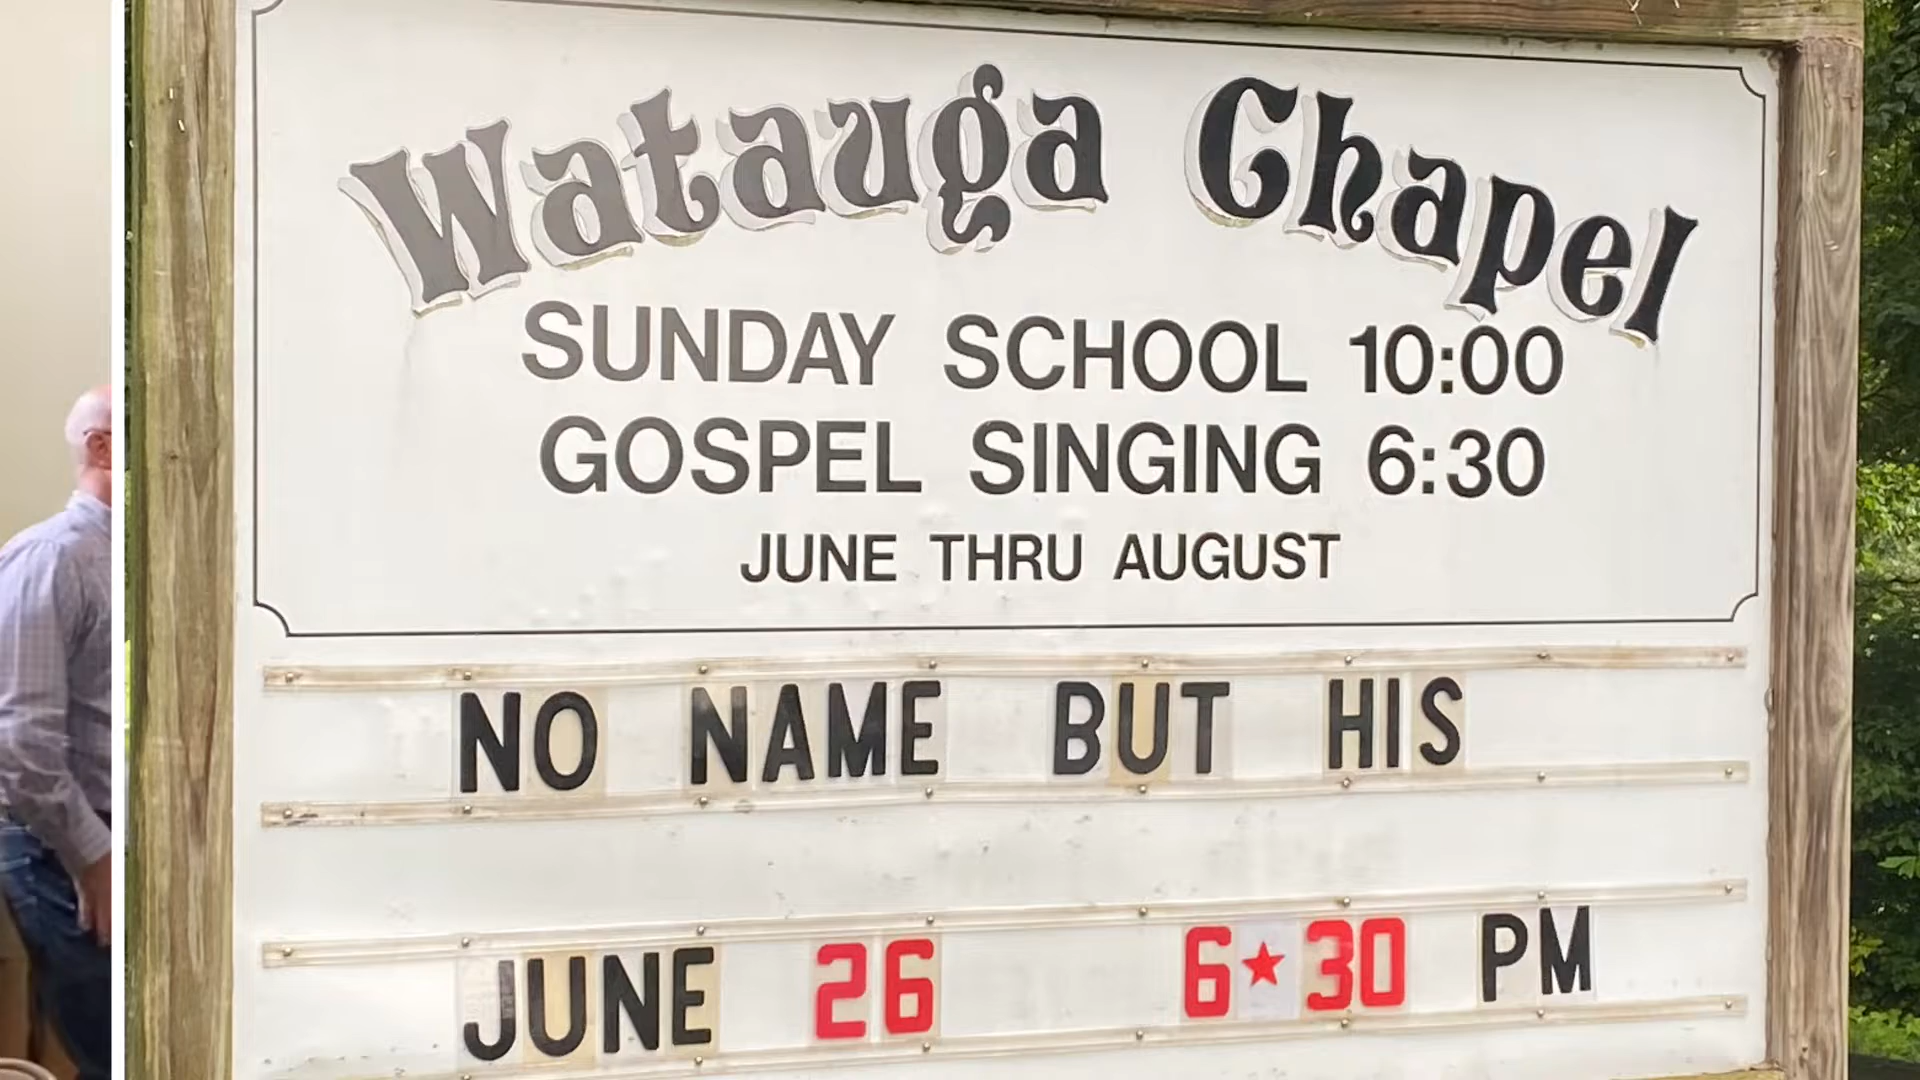 Watauga Chapel
SUNDAY SCHOOL 10:00
GOSPEL SINGING 6:30
JUNE THRU AUGUST
NO NAME BUT HIS
JUNE 26 6★30 PM